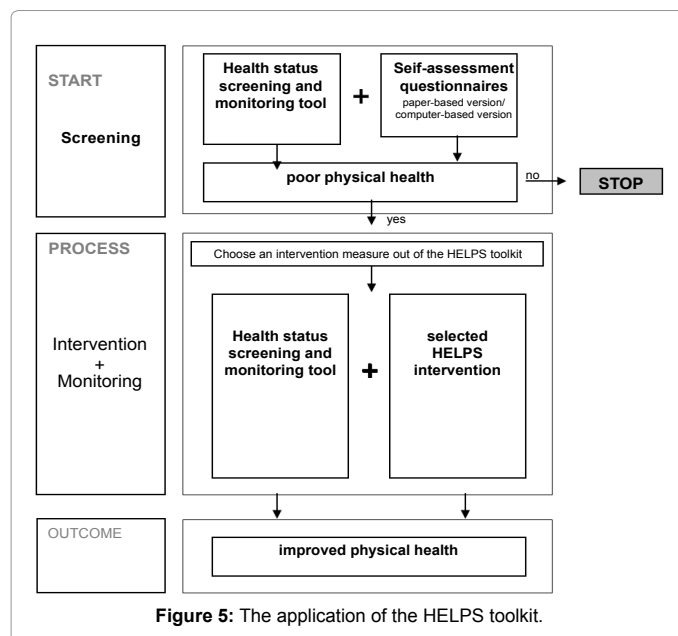 START
Screening
Health status
screening and
monitoring tool
+
Seif-assessment
questionnaires
paper-based version/
computer-based version
poor physical health
no
STOP
yes
PROCESS
Intervention
+
Monitoring
Choose an intervention measure out of the HELPS toolkit
Health status
screening and
monitoring tool
+
selected
HELPS
intervention
OUTCOME
improved physical health
Figure 5: The application of the HELPS toolkit.